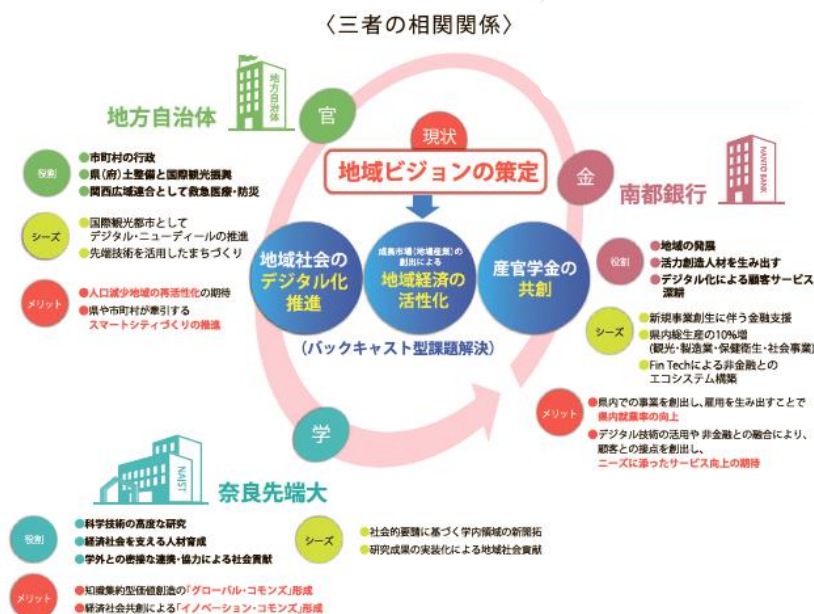 〈三者の相関関係〉
地方自治体
地方自治体
官
役割
●市町村の行政
●県(府)土整備と国際観光振興
●関西広域連合として救急医療・防災
シーズ
●国際観光都市として
デジタル・ニューディールの推進
●先端技術を活用したまちづくり
メリット
●人口減少地域の再活性化の期待
●県や市町村が牽引する
スマートシティづくりの推進
現状
地域ビジョンの策定
地域社会の
デジタル化
推進
成長市場(地場産業)の
創出による
地域経済の
活性化
産官学金の
共創
(バックキャスト型課題解決)
金
南都銀行
NANTO BANK
役割
●地域の発展
●活力創造人材を生み出す
●デジタル化による顧客サービス
深耕
シーズ
●新規事業創生に伴う金融支援
●県内総生産の10%増
(観光・製造業・保健衛生・社会事業)
●Fin Techによる非金融との
エコシステム構築
メリット
●県内での事業を創出し、雇用を生み出すことで
県内就業率の向上
●デジタル技術の活用や非金融との融合により、
顧客との接点を創出し、
ニーズに添ったサービス向上の期待
学
NAIST
奈良先端大
役割
●科学技術の高度な研究
●経済社会を支える人材育成
●学外との密接な連携・協力による社会貢献
シーズ
●社会的要請に基づく学内領域の新開拓
●研究成果の実装化による地域社会貢献
メリット
●知識集約型価値創造の「グローバル・コモンズ」形成
●経済社会共創による「イノベーション・コモンズ」形成